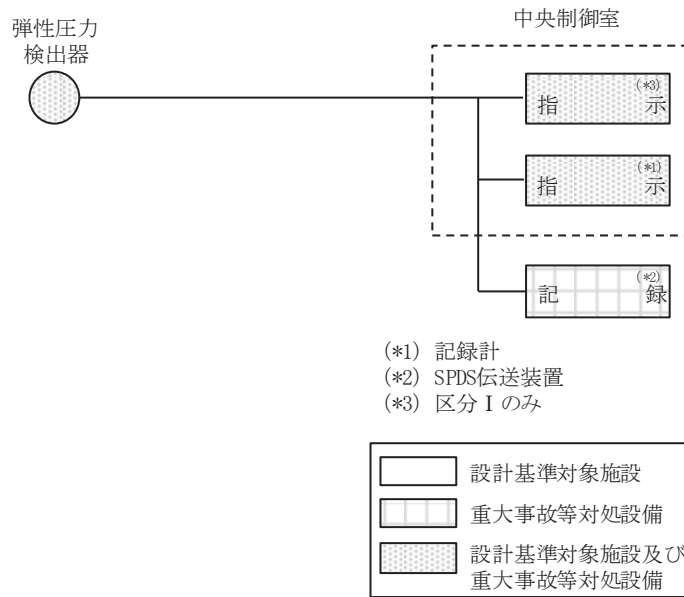 弾性圧力
検出器
中央制御室
(*3)
指 示
(*1)
指 示
(*2)
記 録
(*1) 記録計
(*2) SPDS伝送装置
(*3) 区分Ⅰのみ
設計基準対象施設
重大事故等対処設備
設計基準対象施設及び
重大事故等対処設備